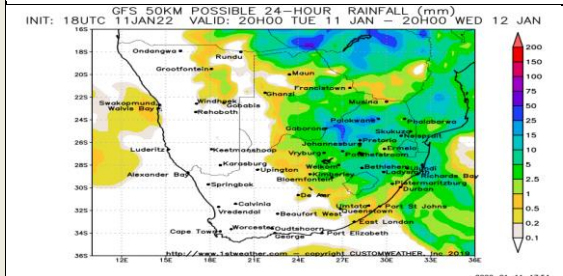 GFS 50KM POSSIBLE 24-HOUR RAINFALL (mm)
INIT: 18UTC 11JAN22 VALID: 20H00 TUE 11 JAN - 20H00 WED 12 JAN
16S
Ondangwa Rundu
18S
Grootfontein Maun
20S
Francistown
Ghanzi
Musina
22S
Swakopmund Windhoek Gobabis
Walvis Bay Rehoboth
Polokwane Phalaborwa
24S
Gaborone Skukuza
Pretoria Nelspruit
26S
Johannesburg
Luderitz Keetmanshoop Vryburg Ermelo
Karasburg Welkom Bethlehem
28S
Alexander Bay Upington Kimberley Ladysmith Richards Bay
Bloemfontein Pietermaritzburg
Springbok Durban
30S
De Aar
Calvinia Umtata Port St Johns
32S
Vredendal Beaufort West Queenstown
East London
Worcester Oudtshoorn
34S
Cape Town George Port Elizabeth
http://www.1stweather.com - copyright CUSTOMWEATHER, Inc 2019
36S
12E 15E 18E 21E 24E 27E 30E 33E 36E
200
150
100
75
50
25
15
10
5
2.5
1
0.5
0.2
0.1